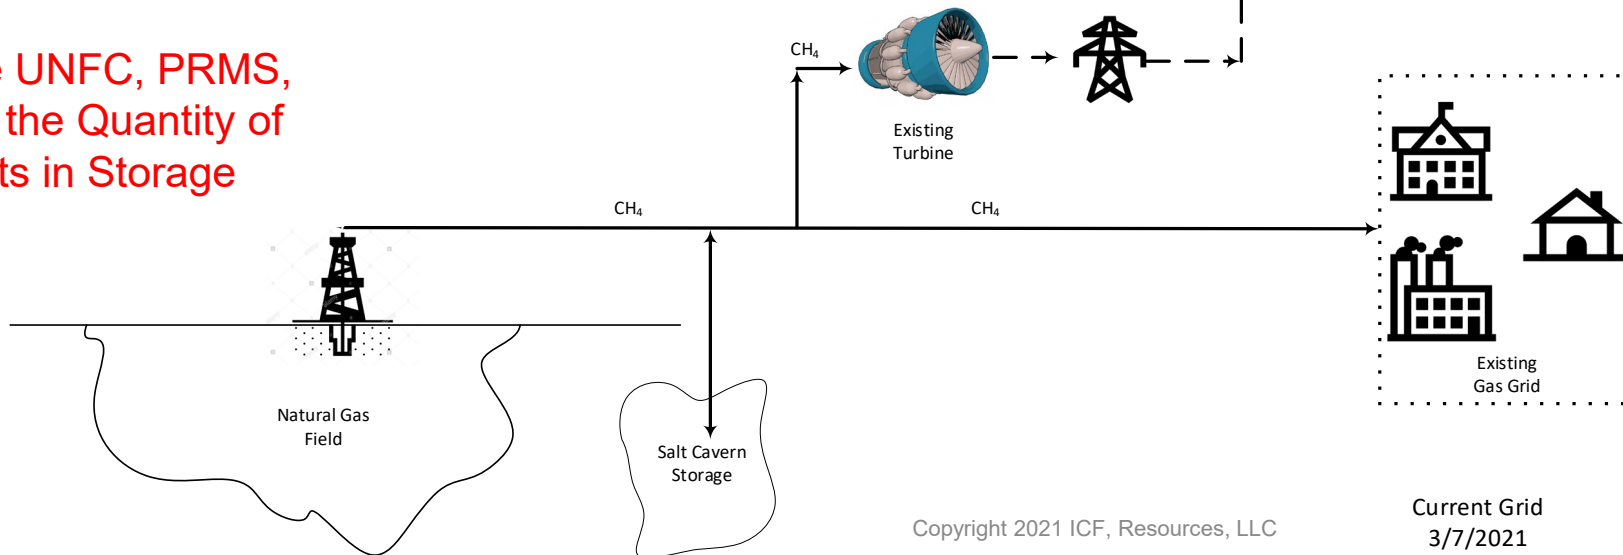 UNFC, PRMS,
the Quantity of
in Storage
CH₄
Existing
Turbine
CH₄
CH₄
Natural Gas
Field
Salt Cavern
Storage
Existing
Gas Grid
Copyright 2021 ICF, Resources, LLC
Current Grid
3/7/2021